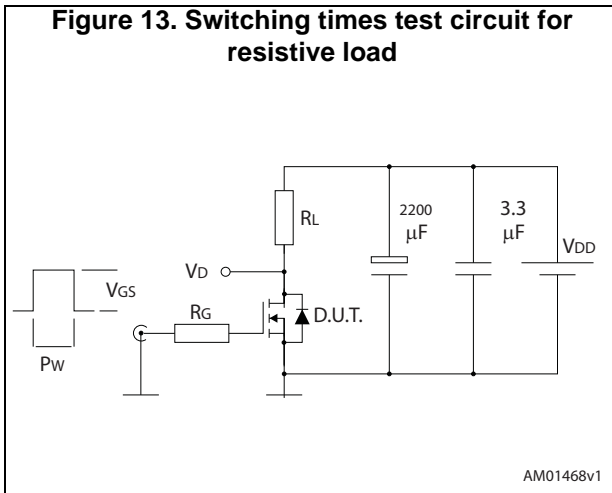 Figure 13. Switching times test circuit for
resistive load
RL
2200
μF
3.3
μF
VDD
VD
VGS
RG
D.U.T.
PW
AM01468v1